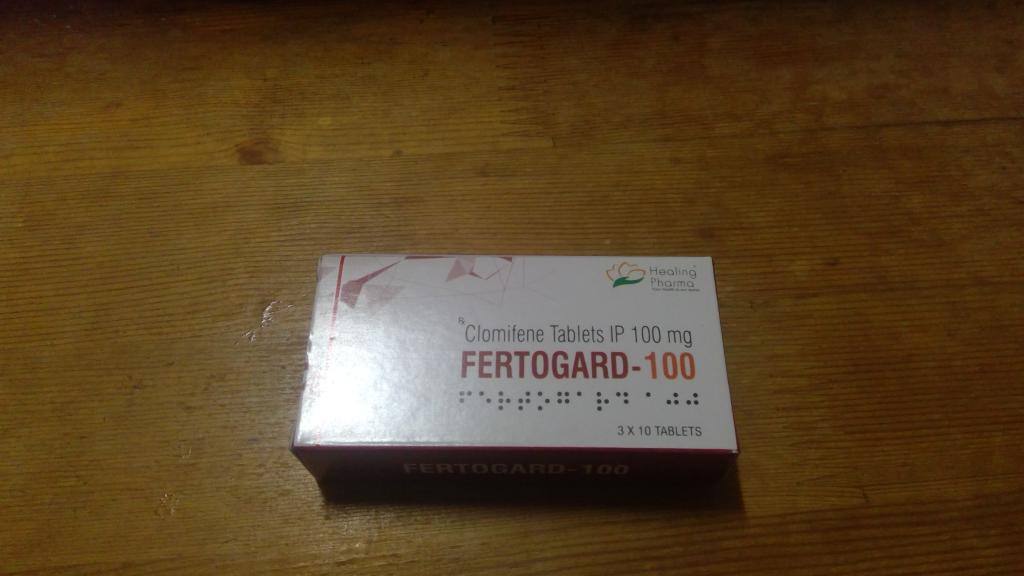 Healing
Pharma
℞
Clomifene Tablets IP 100 mg
FERTOGARD-100
3 X 10 TABLETS
FERTOGARD-100